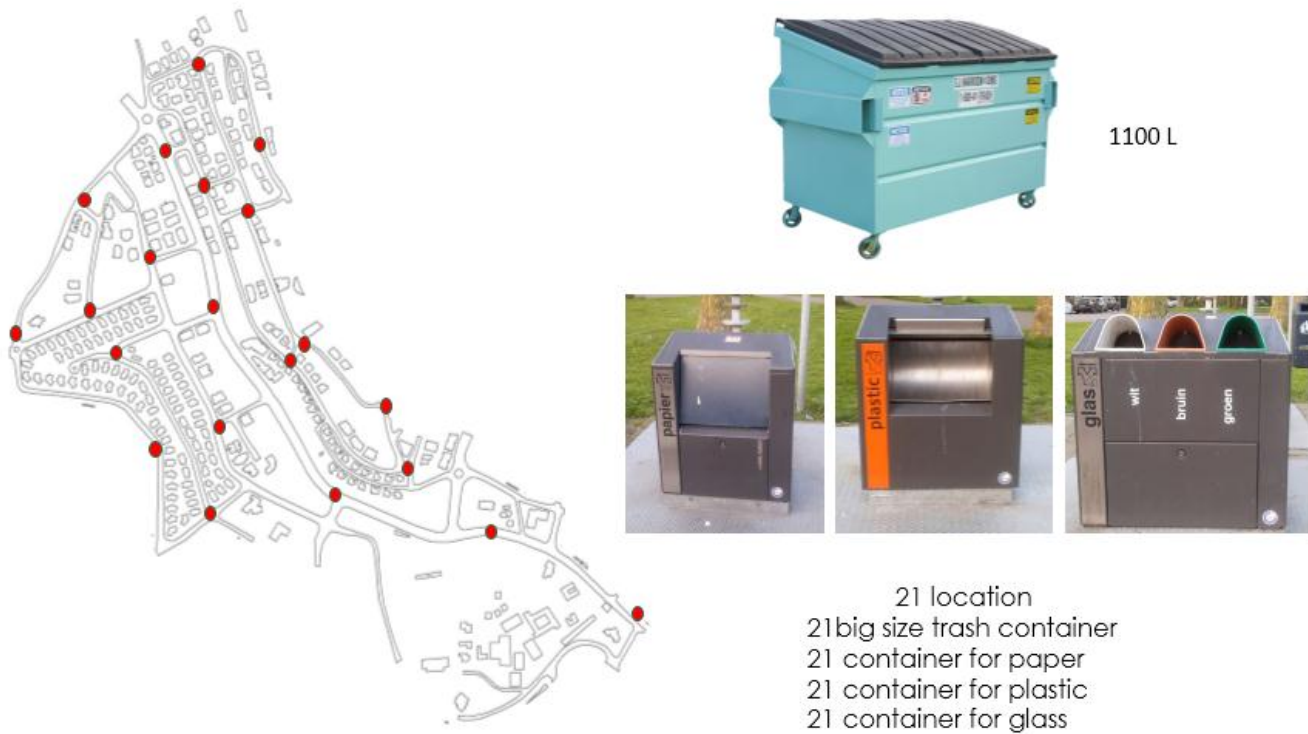 1100 L
papier
plastic
glas
wit
bruin
groen
21 location
21big size trash container
21 container for paper
21 container for plastic
21 container for glass